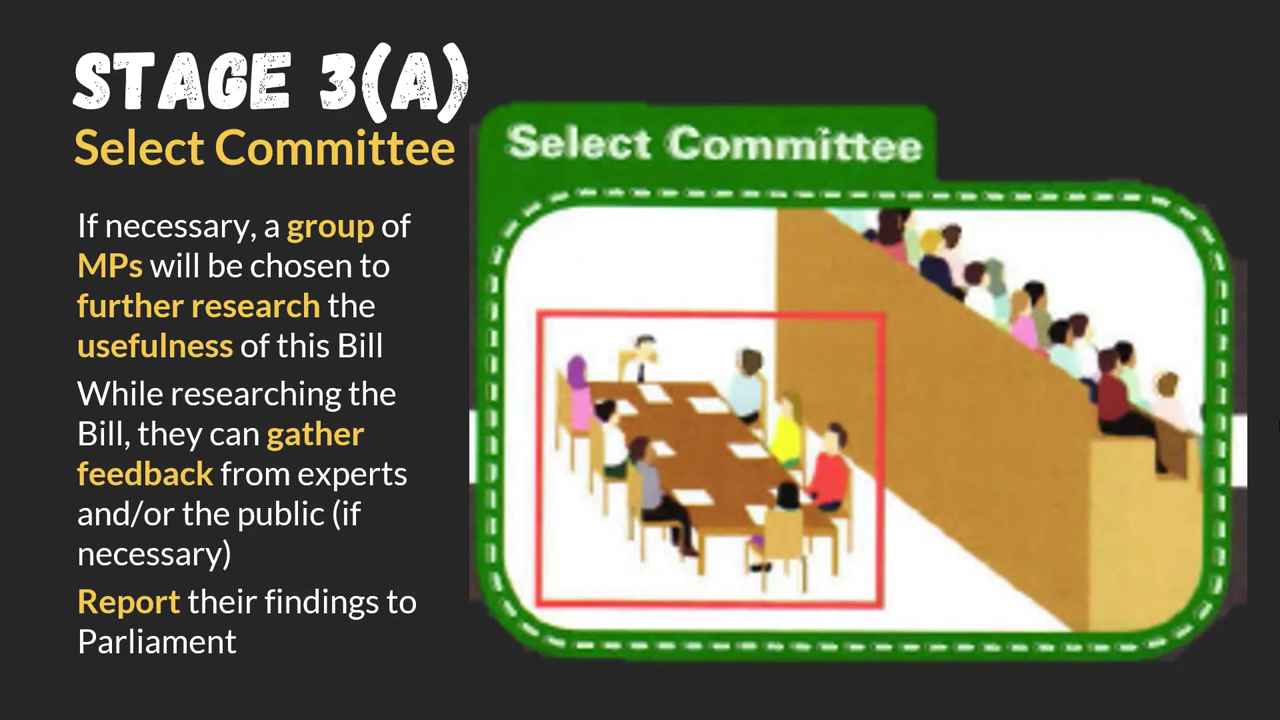 STAGE 3(A)
Select Committee
If necessary, a group of
MPs will be chosen to
further research the
usefulness of this Bill
While researching the
Bill, they can gather
feedback from experts
and/or the public (if
necessary)
Report their findings to
Parliament
Select Committee